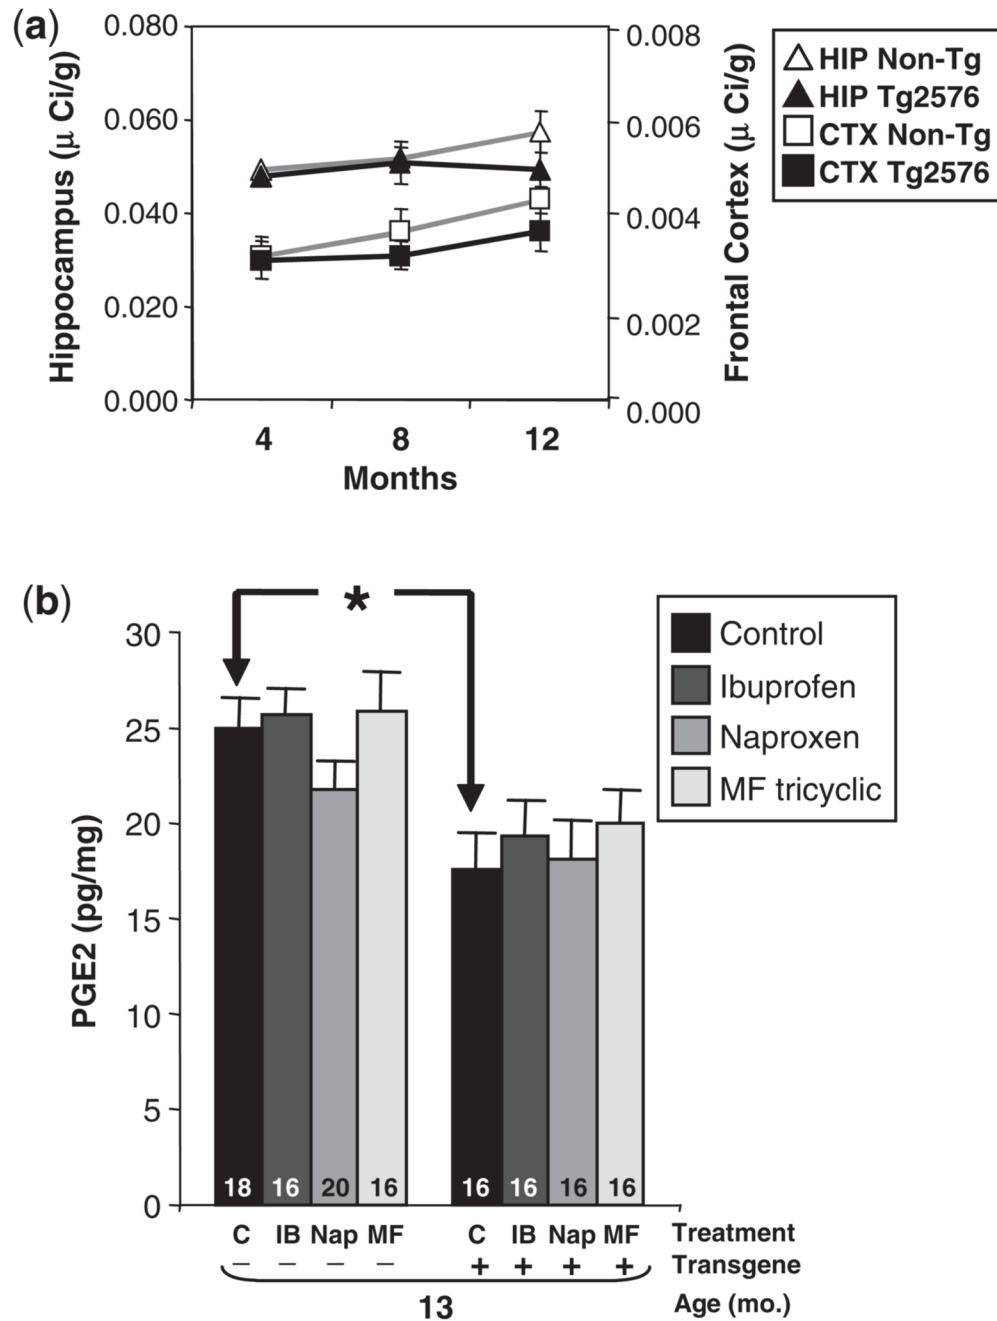 (a)
Hippocampus (μ Ci/g)
0.080
0.060
0.040
0.020
0.000
0.008
0.006
0.004
0.002
0.000
Frontal Cortex (μ Ci/g)
4 8 12
Months
HIP Non-Tg
HIP Tg2576
CTX Non-Tg
CTX Tg2576
(b)
*
PGE2 (pg/mg)
30
25
20
15
10
5
0
Control
Ibuprofen
Naproxen
MF tricyclic
18 16 20 16 16 16 16 16
C IB Nap MF C IB Nap MF Treatment
– – – – + + + + Transgene
13 Age (mo.)